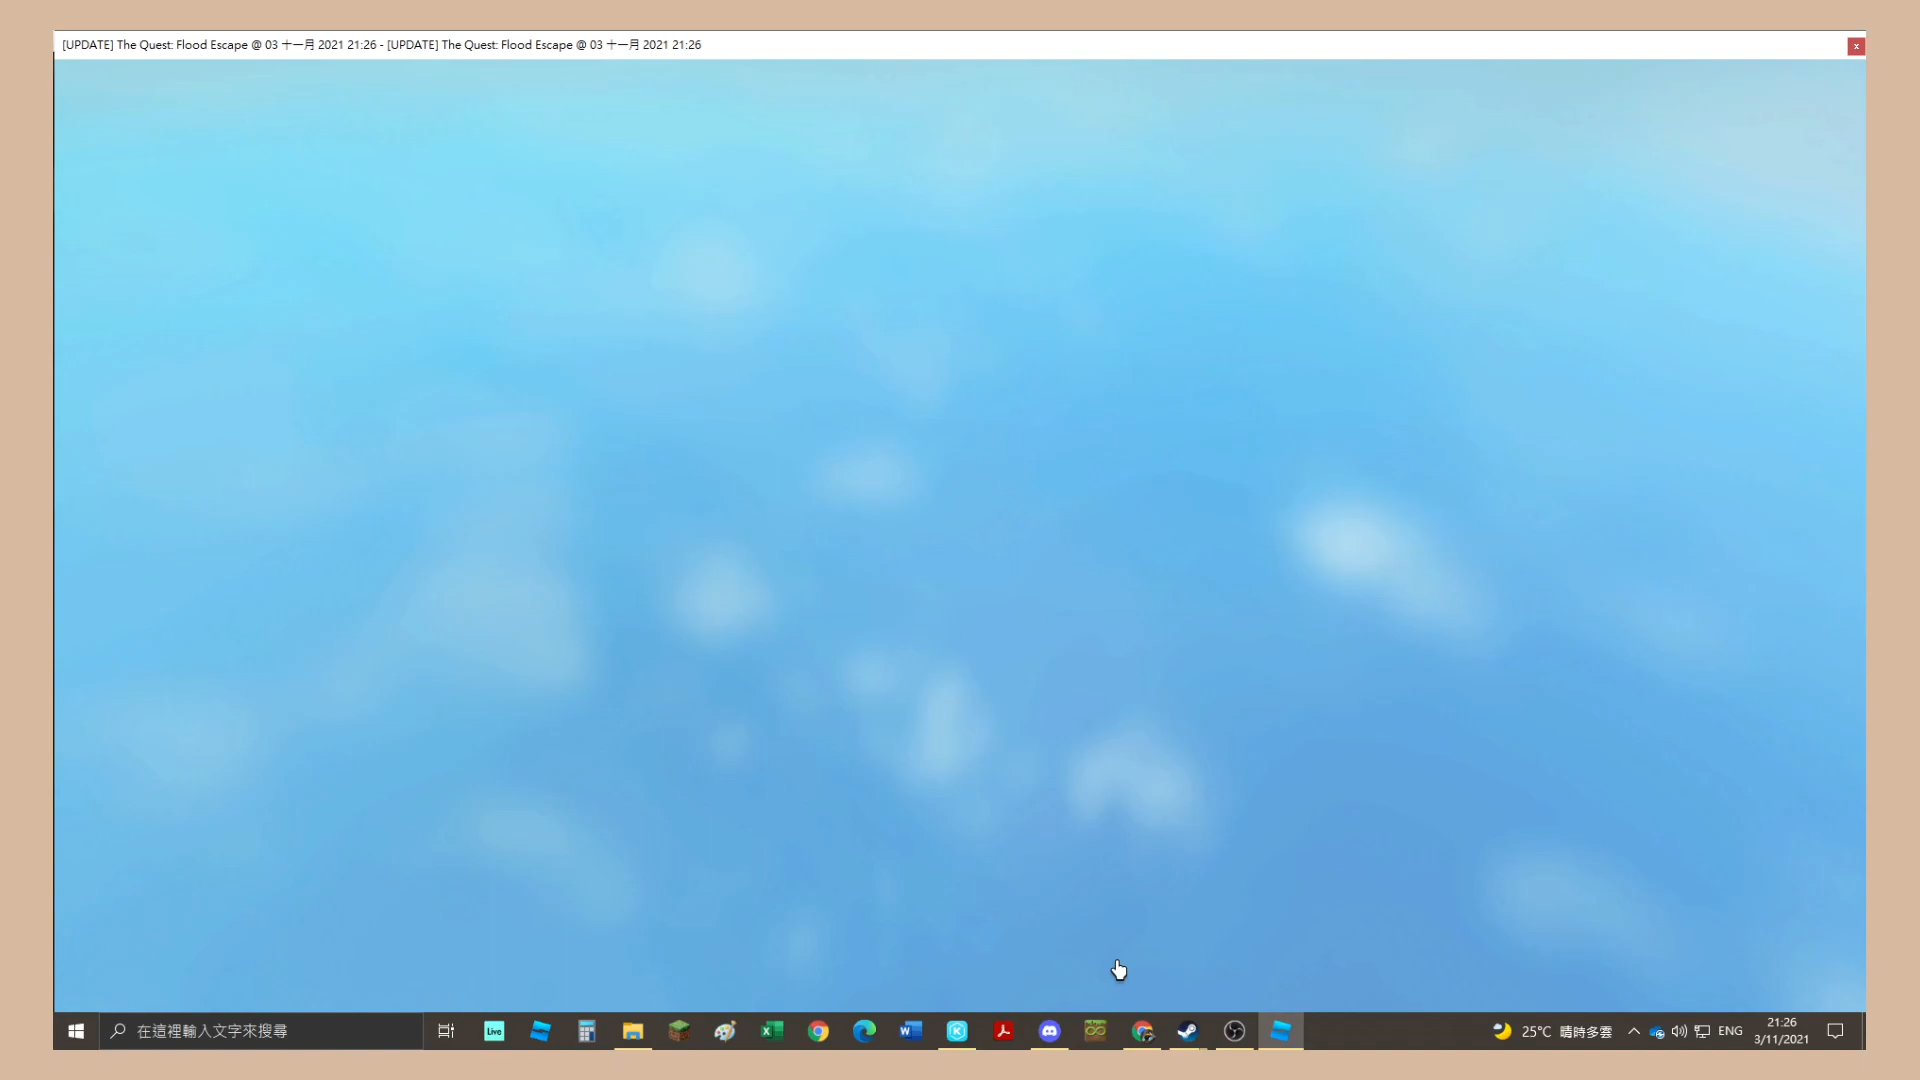 [UPDATE] The Quest: Flood Escape @ 03 十一月 2021 21:26 - [UPDATE] The Quest: Flood Escape @ 03 十一月 2021 21:26
在這裡輸入文字來搜尋
Live
25°C 晴時多雲
ENG
21:26
3/11/2021